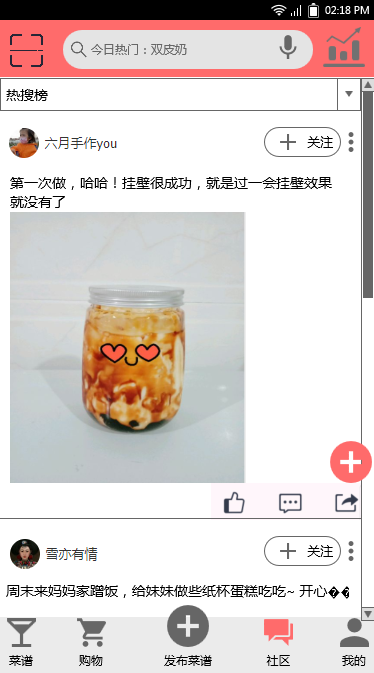 02:18 PM
今日热门：双皮奶
热搜榜
六月手作you
关注
第一次做，哈哈！挂壁很成功，就是过一会挂壁效果
就没有了
雪亦有情
关注
周末来妈妈家蹭饭，给妹妹做些纸杯蛋糕吃吃~ 开心��
菜谱 购物 发布菜谱 社区 我的